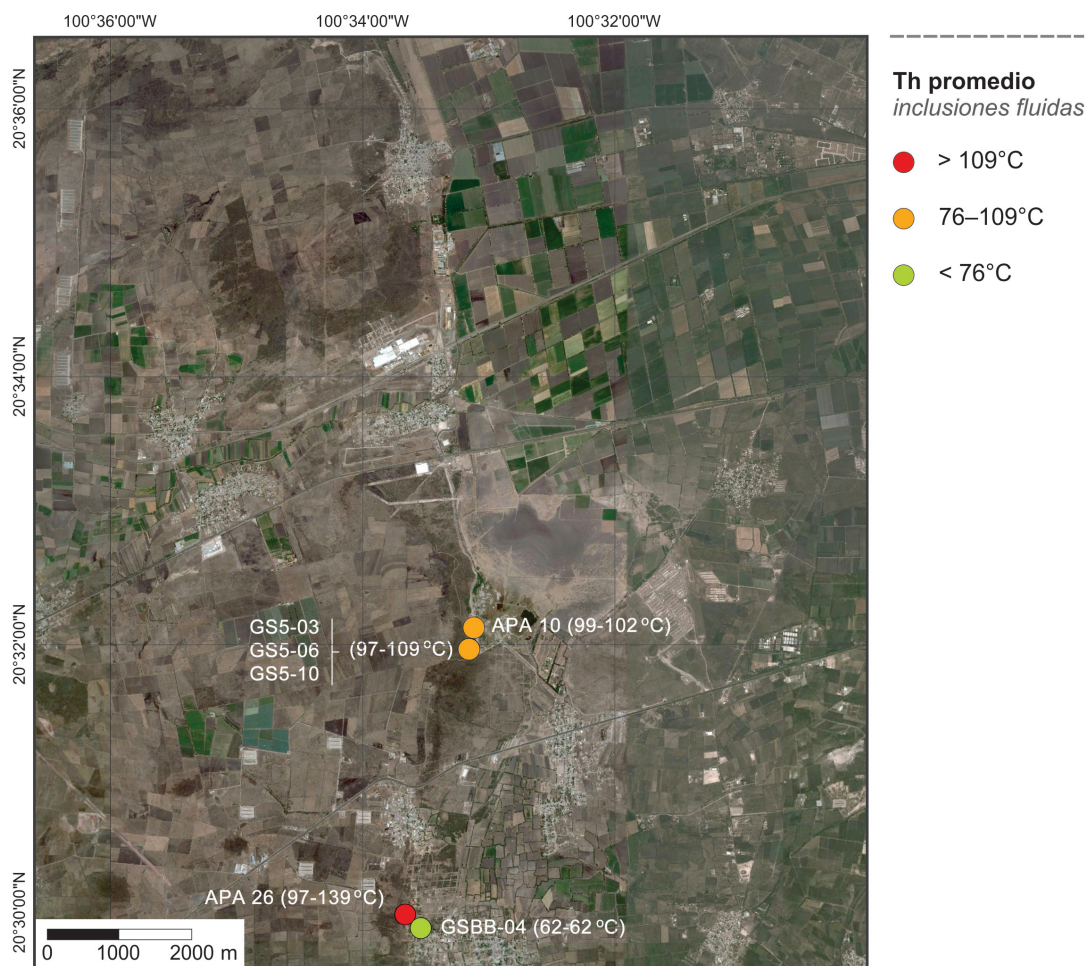 100°36'00"W
100°34'00"W
100°32'00"W
20°36'00"N
20°34'00"N
20°32'00"N
20°30'00"N
Th promedio
inclusiones fluidas
> 109°C
76–109°C
< 76°C
APA 10 (99-102 °C)
GS5-03
GS5-06
GS5-10
(97-109 °C)
APA 26 (97-139 °C)
GSBB-04 (62-62 °C)
0 1000 2000 m